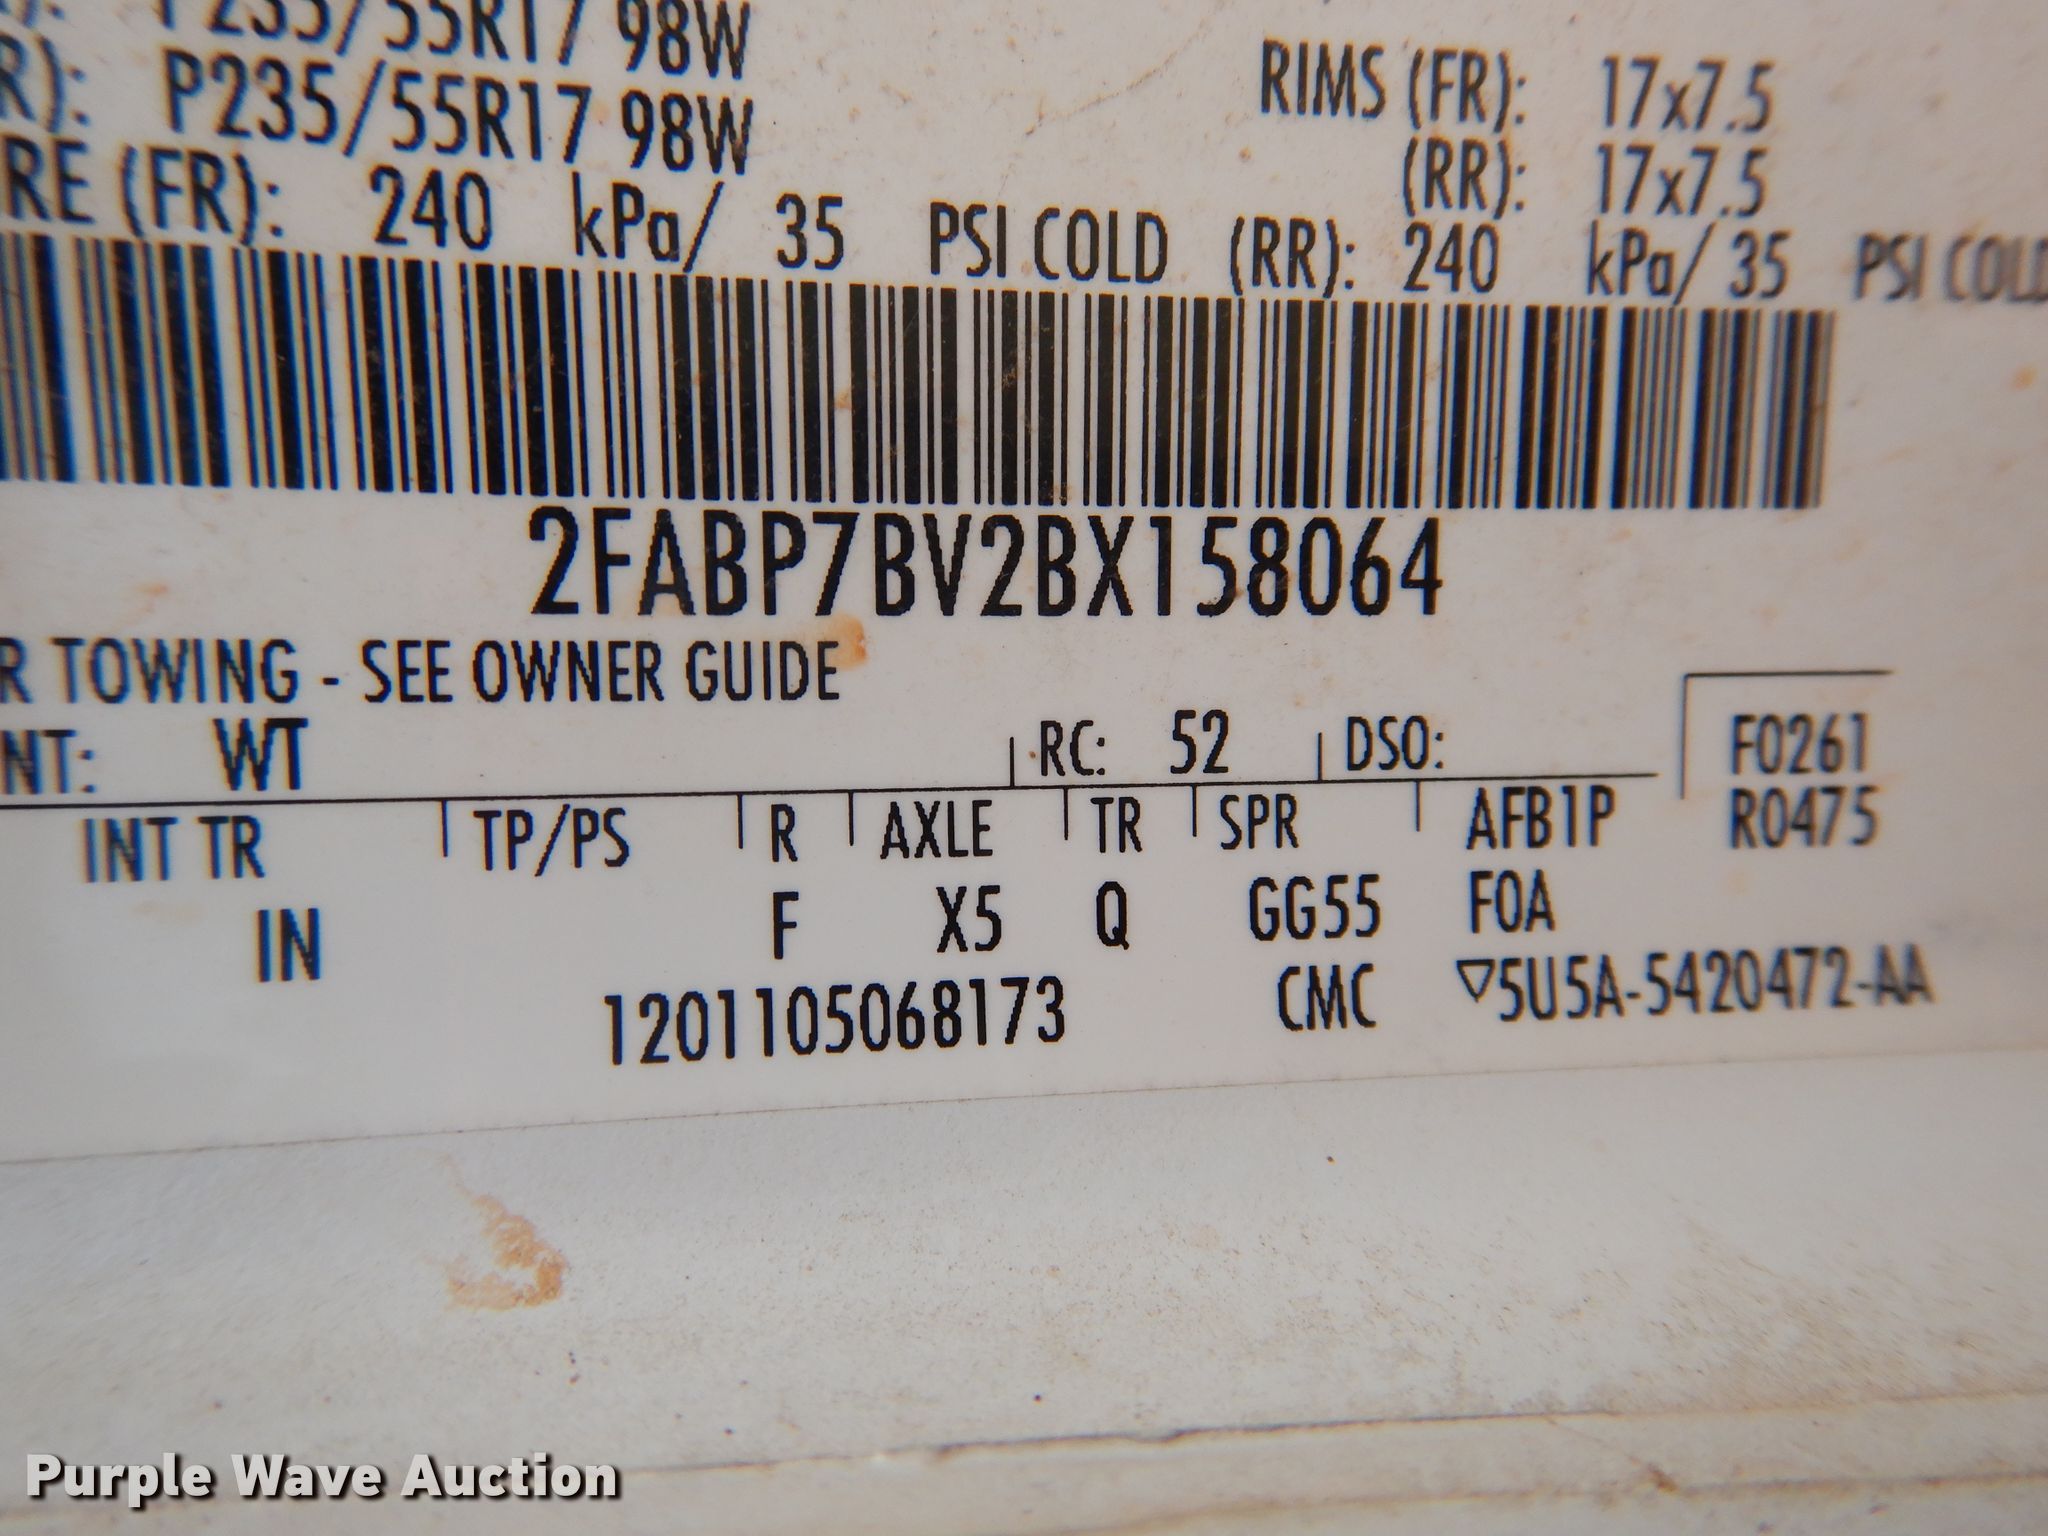 P235/55R17 98W
RIMS (FR): 17x7.5
R): P235/55R17 98W
(RR): 17x7.5
RE (FR): 240 kPa/ 35 PSI COLD (RR): 240 kPa/ 35 PSI COLD
2FABP7BV2BX158064
R TOWING - SEE OWNER GUIDE
NT: WT RC: 52 DSO: F0261
INT TR TP/PS R AXLE TR SPR AFB1P R0475
IN F X5 Q GG55 FOA
1201105068173 CMC ▽5U5A-5420472-AA
Purple Wave Auction